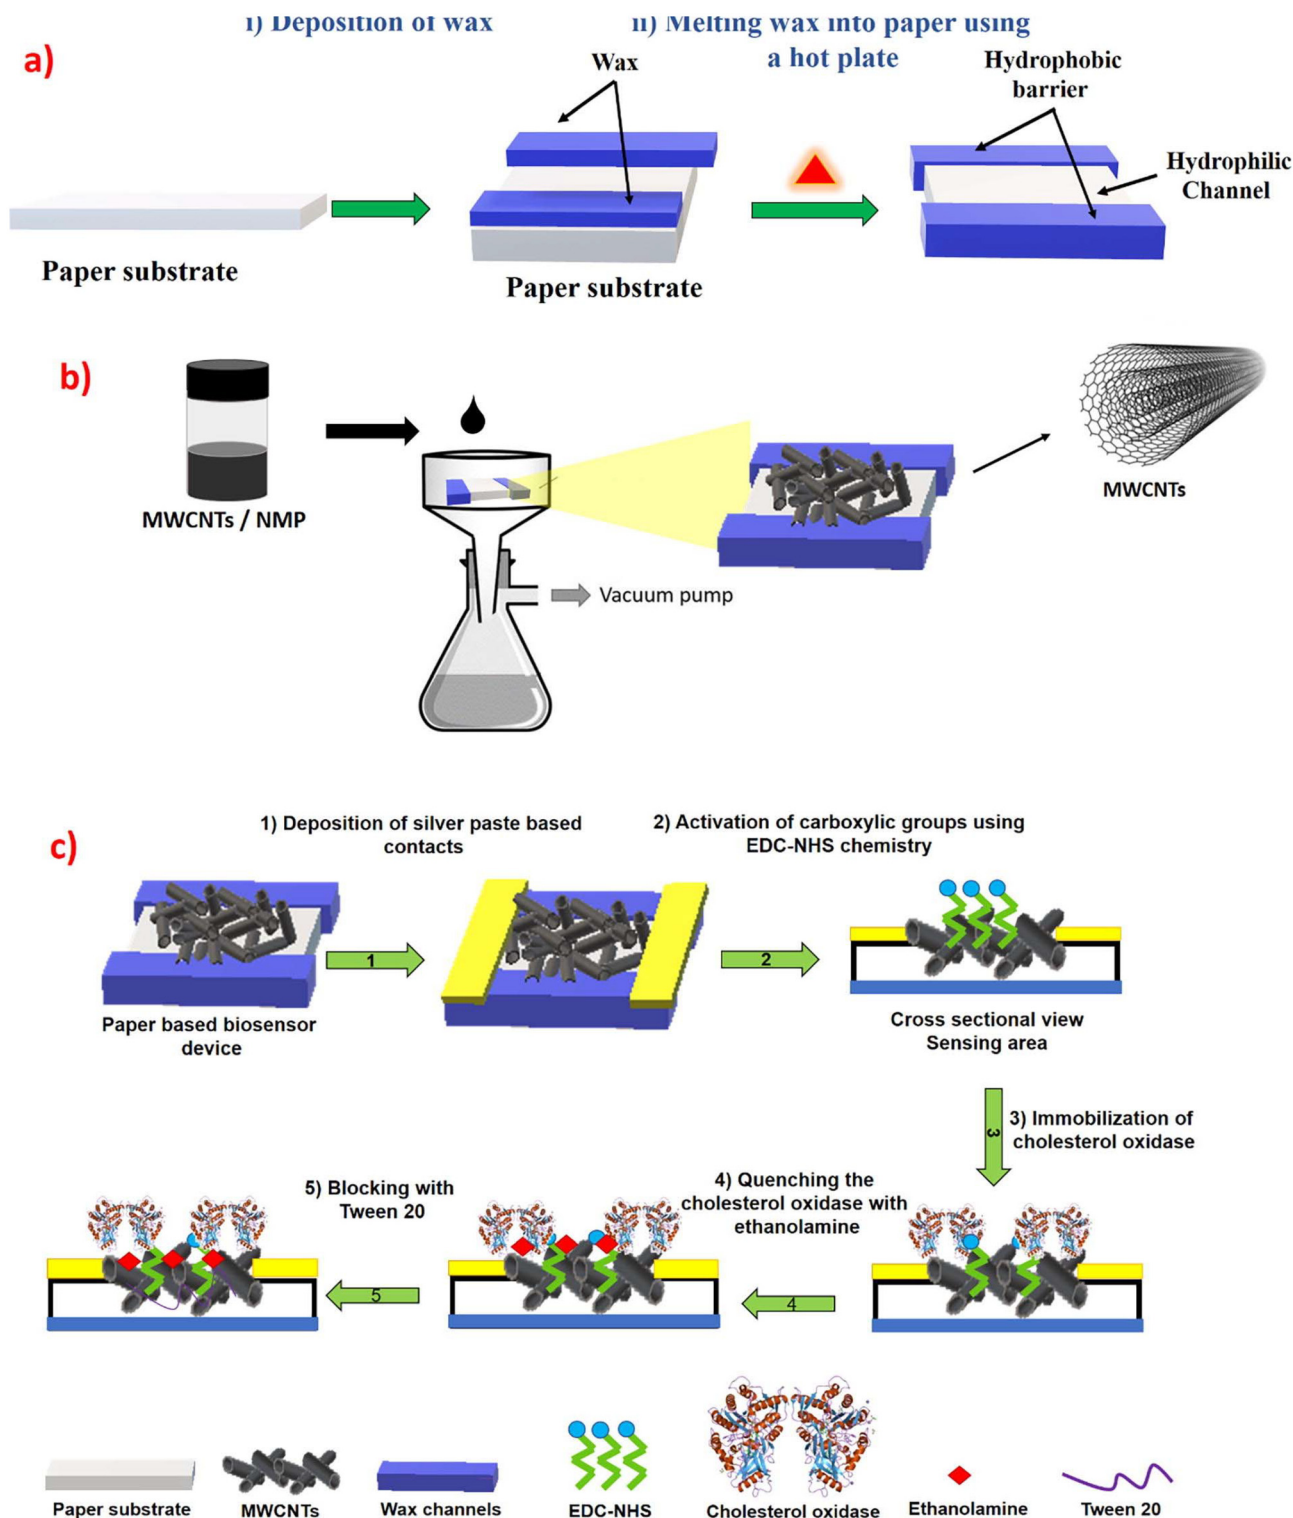 i) Deposition of wax
ii) Melting wax into paper using
a hot plate
a)
Wax
Hydrophobic
barrier
Hydrophilic
Channel
Paper substrate
Paper substrate
b)
MWCNTs / NMP
Vacuum pump
MWCNTs
c)
1) Deposition of silver paste based
contacts
2) Activation of carboxylic groups using
EDC-NHS chemistry
1
2
Paper based biosensor
device
Cross sectional view
Sensing area
3
3) Immobilization of
cholesterol oxidase
4) Quenching the
cholesterol oxidase with
ethanolamine
5) Blocking with
Tween 20
5
4
Paper substrate
MWCNTs
Wax channels
EDC-NHS
Cholesterol oxidase
Ethanolamine
Tween 20